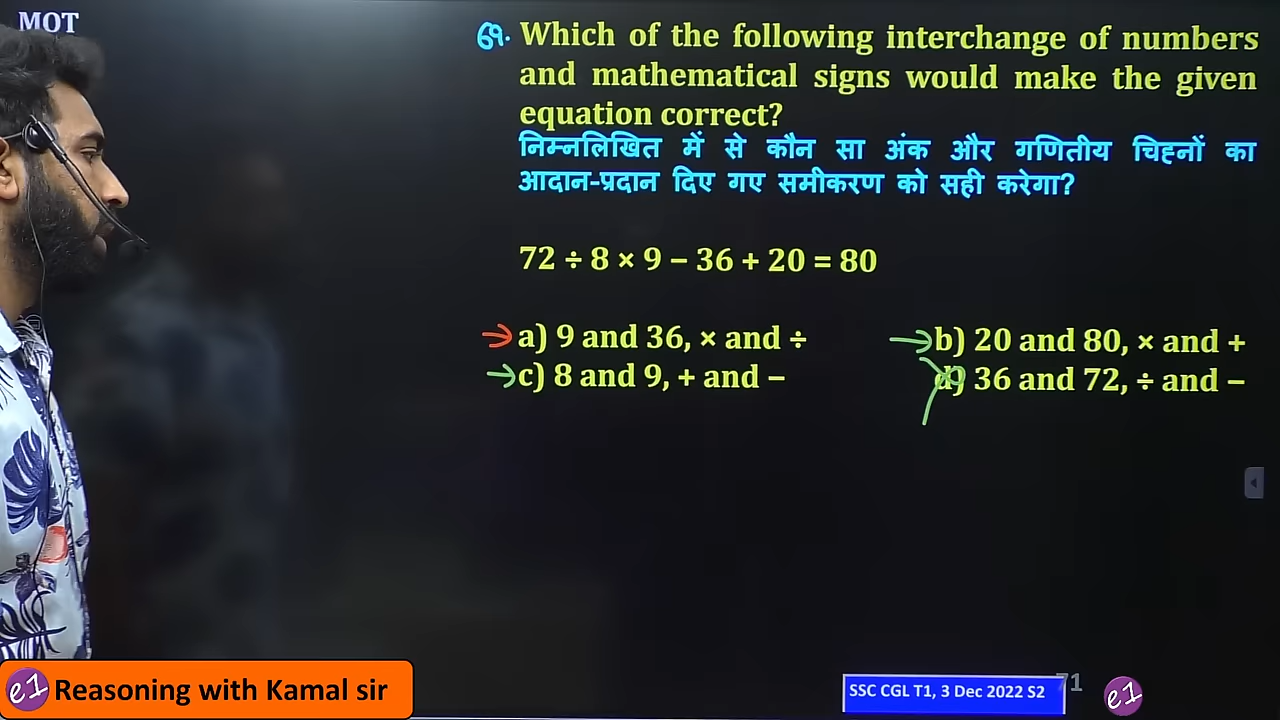 MOT
69. Which of the following interchange of numbers
and mathematical signs would make the given
equation correct?
निम्नलिखित में से कौन सा अंक और गणितीय चिह्नों का
आदान-प्रदान दिए गए समीकरण को सही करेगा?
72 ÷ 8 × 9 − 36 + 20 = 80
a) 9 and 36, × and ÷
b) 20 and 80, × and +
c) 8 and 9, + and −
d) 36 and 72, ÷ and −
e1 Reasoning with Kamal sir
SSC CGL T1, 3 Dec 2022 S2
71
e1